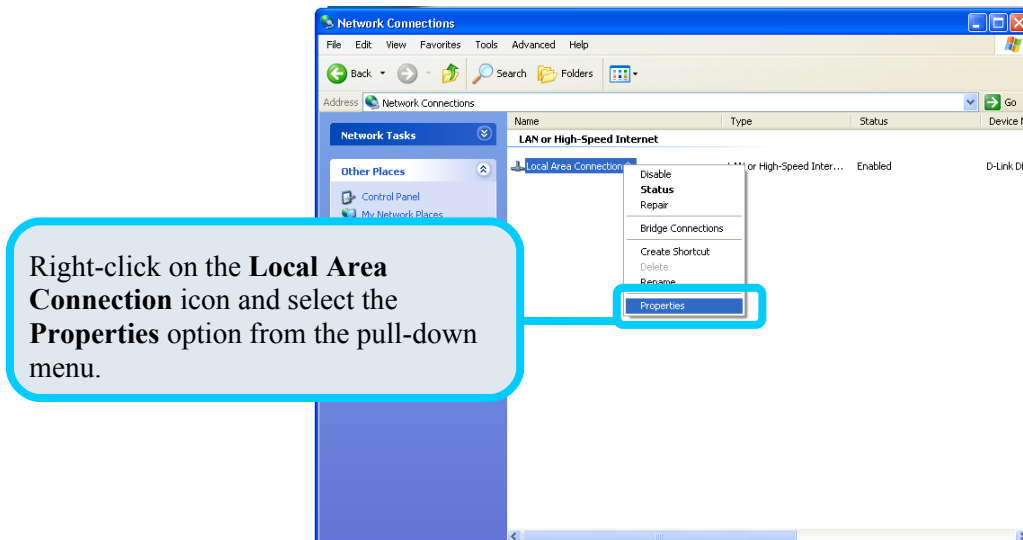 Network Connections
File Edit View Favorites Tools Advanced Help
Back Search Folders
Address Network Connections Go
Name Type Status Device
Network Tasks
LAN or High-Speed Internet
Other Places
Local Area Connection LAN or High-Speed Inter... Enabled D-Link
Control Panel
My Network Places
Disable
Status
Repair
Bridge Connections
Create Shortcut
Delete
Rename
Properties
Right-click on the Local Area
Connection icon and select the
Properties option from the pull-down
menu.